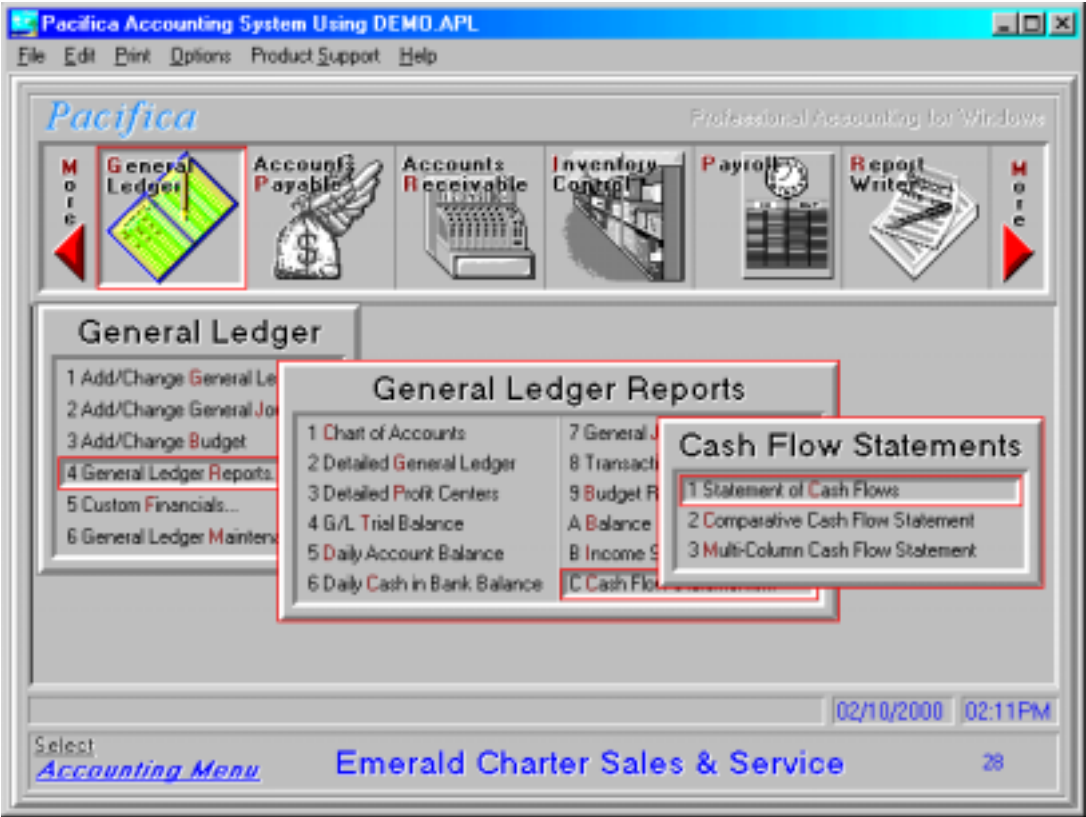 Pacifica Accounting System Using DEMO.APL
File Edit Print Options Product Support Help
Pacifica
Professional Accounting for Windows
More
General Ledger
Accounts Payable
Accounts Receivable
Inventory Control
Payroll
Report Writer
More
General Ledger
1 Add/Change General Le
2 Add/Change General Jou
3 Add/Change Budget
4 General Ledger Reports...
5 Custom Financials...
6 General Ledger Maintena
General Ledger Reports
1 Chart of Accounts
2 Detailed General Ledger
3 Detailed Profit Centers
4 G/L Trial Balance
5 Daily Account Balance
6 Daily Cash in Bank Balance
7 General J
8 Transacti
9 Budget R
A Balance
B Income S
C Cash Flow
Cash Flow Statements
1 Statement of Cash Flows
2 Comparative Cash Flow Statement
3 Multi-Column Cash Flow Statement
02/10/2000 02:11PM
Select
Accounting Menu
Emerald Charter Sales & Service
28